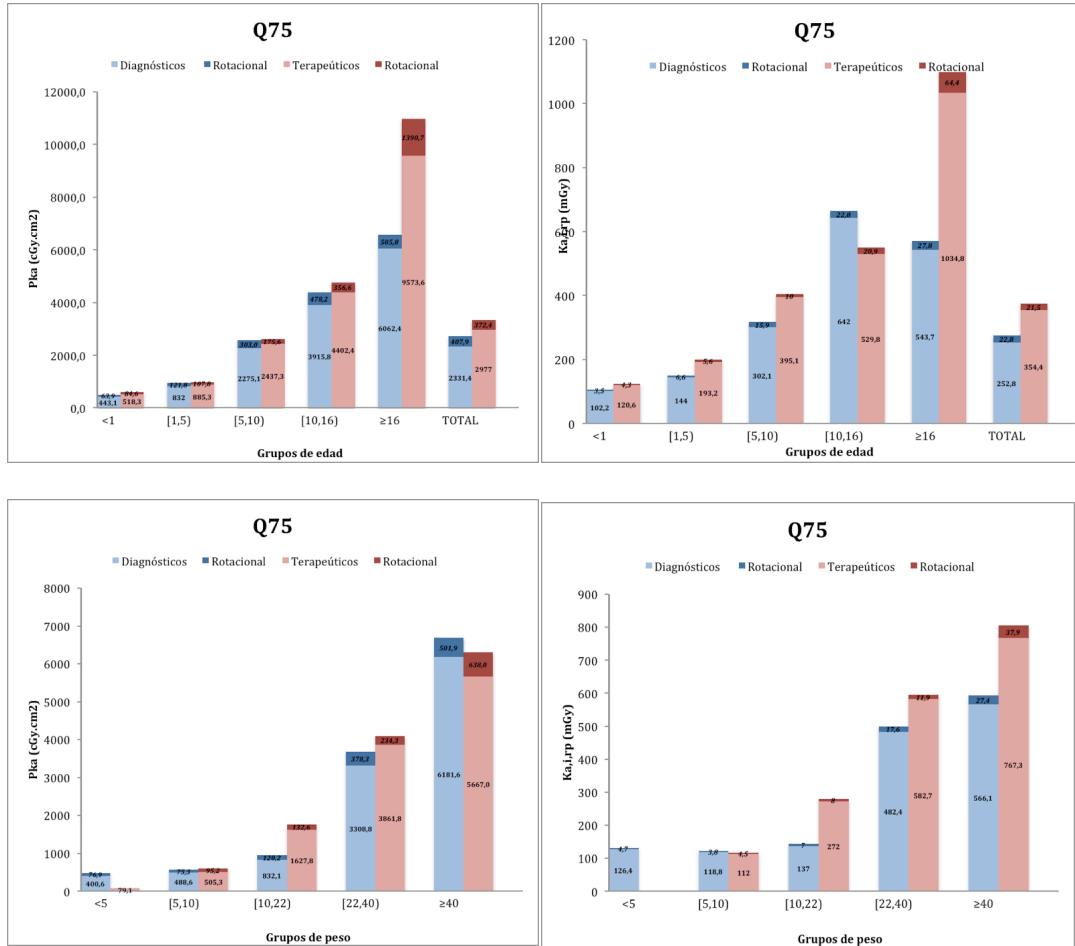 Q75
Diagnósticos Rotacional Terapeúticos Rotacional
Pka (cGy.cm2)
12000,0
10000,0
8000,0
6000,0
4000,0
2000,0
0,0
63,9 84,6 121,8 107,8 303,0 175,6 478,2 356,6 505,8 1390,7 407,9 372,4
443,1 518,3 832 885,3 2275,1 2437,3 3915,8 4402,4 6062,4 9573,6 2331,4 2977
<1 [1,5) [5,10) [10,16) ≥16 TOTAL
Grupos de edad
Q75
Diagnósticos Rotacional Terapeúticos Rotacional
Ka,i,rp (mGy)
1200
1000
800
600
400
200
0
3,5 4,3 6,6 5,6 15,9 10 22,8 20,9 27,8 64,4 22,8 21,5
102,2 120,6 144 193,2 302,1 395,1 642 529,8 543,7 1034,8 252,8 354,4
<1 [1,5) [5,10) [10,16) ≥16 TOTAL
Grupos de edad
Q75
Diagnósticos Rotacional Terapeúticos Rotacional
Pka (cGy.cm2)
8000
7000
6000
5000
4000
3000
2000
1000
0
76,9 75,3 95,2 120,2 132,6 378,3 234,3 501,9 638,0
400,6 79,1 488,6 505,3 832,1 1627,8 3308,8 3861,8 6181,6 5667,0
<5 [5,10) [10,22) [22,40) ≥40
Grupos de peso
Q75
Diagnósticos Rotacional Terapeúticos Rotacional
Ka,i,rp (mGy)
900
800
700
600
500
400
300
200
100
0
4,7 3,8 4,5 7 8 17,6 11,9 27,4 37,9
126,4 118,8 112 137 272 482,4 582,7 566,1 767,3
<5 [5,10) [10,22) [22,40) ≥40
Grupos de peso